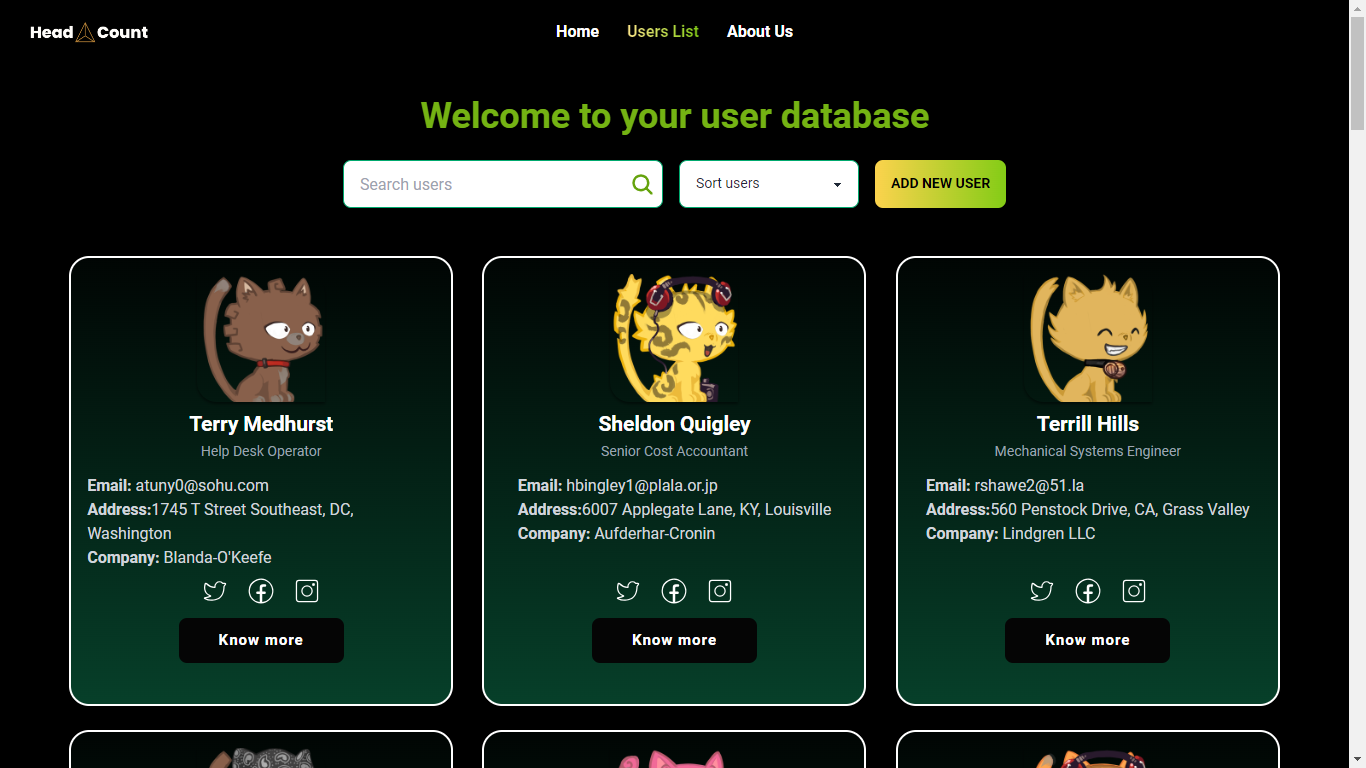 Head Count
Home Users List About Us
Welcome to your user database
Search users
Sort users
ADD NEW USER
Terry Medhurst
Help Desk Operator
Email: atuny0@sohu.com
Address:1745 T Street Southeast, DC,
Washington
Company: Blanda-O'Keefe
Know more
Sheldon Quigley
Senior Cost Accountant
Email: hbingley1@plala.or.jp
Address:6007 Applegate Lane, KY, Louisville
Company: Aufderhar-Cronin
Know more
Terrill Hills
Mechanical Systems Engineer
Email: rshawe2@51.la
Address:560 Penstock Drive, CA, Grass Valley
Company: Lindgren LLC
Know more